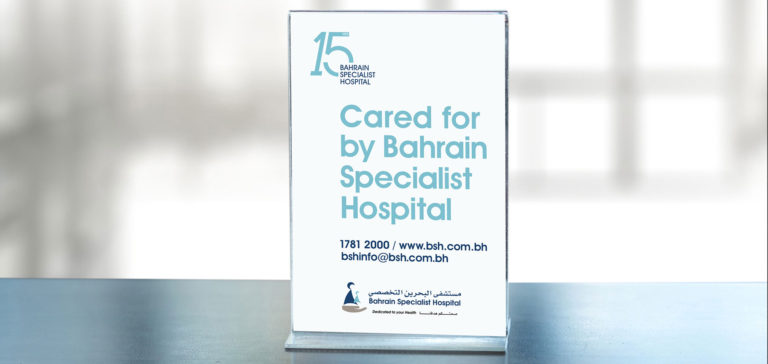 15
BAHRAIN
SPECIALIST
HOSPITAL
Cared for
by Bahrain
Specialist
Hospital
1781 2000 / www.bsh.com.bh
bshinfo@bsh.com.bh
مستشفى البحرين التخصصي
Bahrain Specialist Hospital
Dedicated to your Health